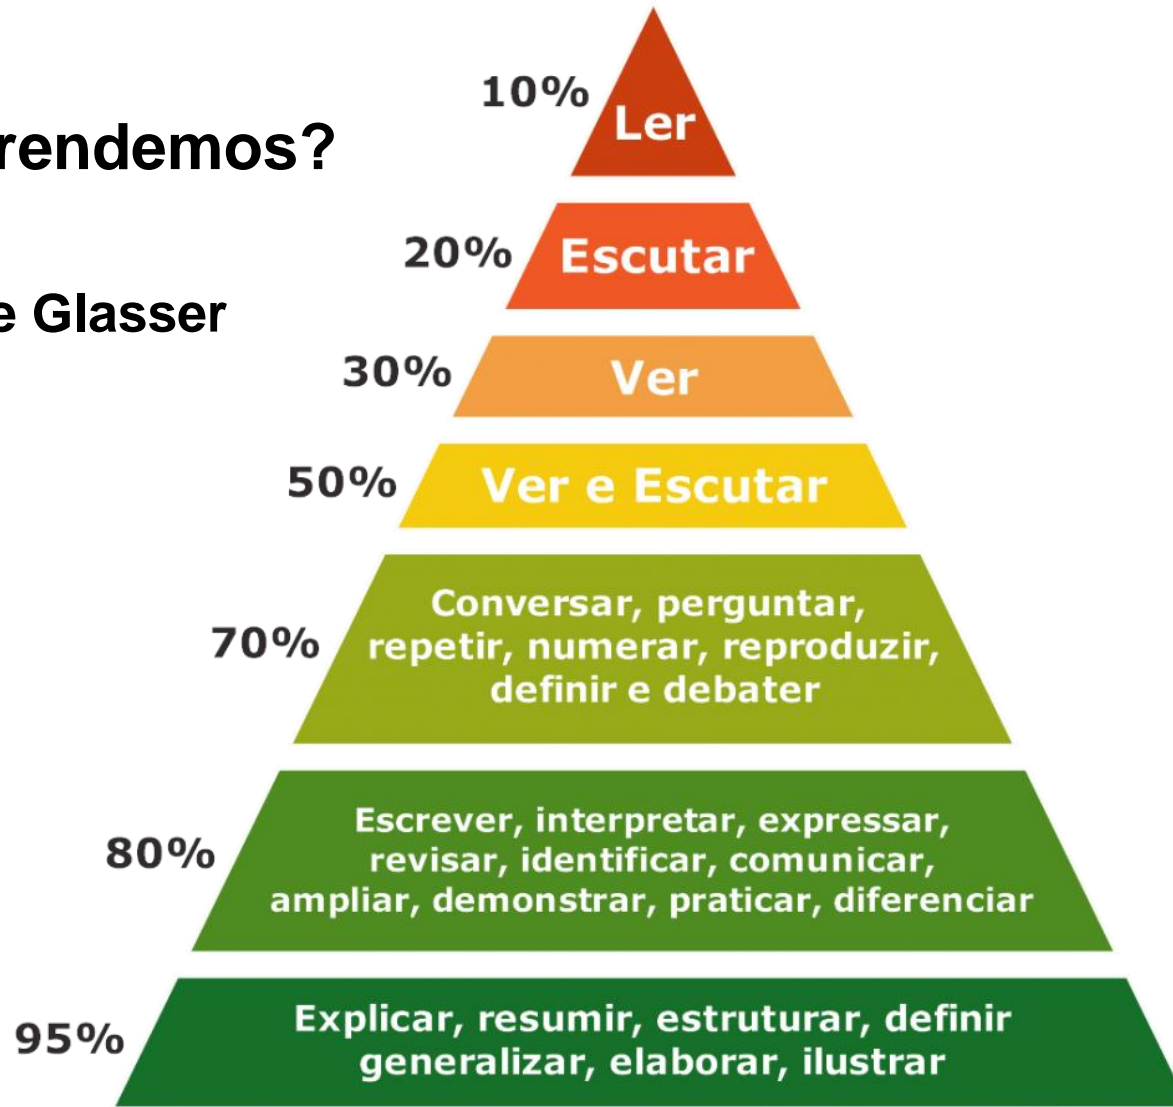 10%
Ler
rendemos?
20%
Escutar
e Glasser
30%
Ver
50%
Ver e Escutar
70%
Conversar, perguntar,
repetir, numerar, reproduzir,
definir e debater
80%
Escrever, interpretar, expressar,
revisar, identificar, comunicar,
ampliar, demonstrar, praticar, diferenciar
95%
Explicar, resumir, estruturar, definir
generalizar, elaborar, ilustrar